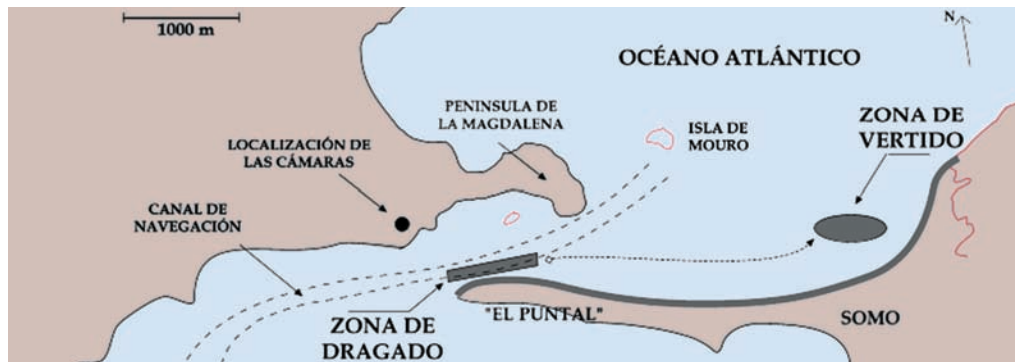 1000 m
N
OCÉANO ATLÁNTICO
PENINSULA DE
LA MAGDALENA
ISLA DE
MOURO
ZONA DE
VERTIDO
LOCALIZACIÓN DE
LAS CÁMARAS
CANAL DE
NAVEGACIÓN
ZONA DE
DRAGADO
"EL PUNTAL"
SOMO